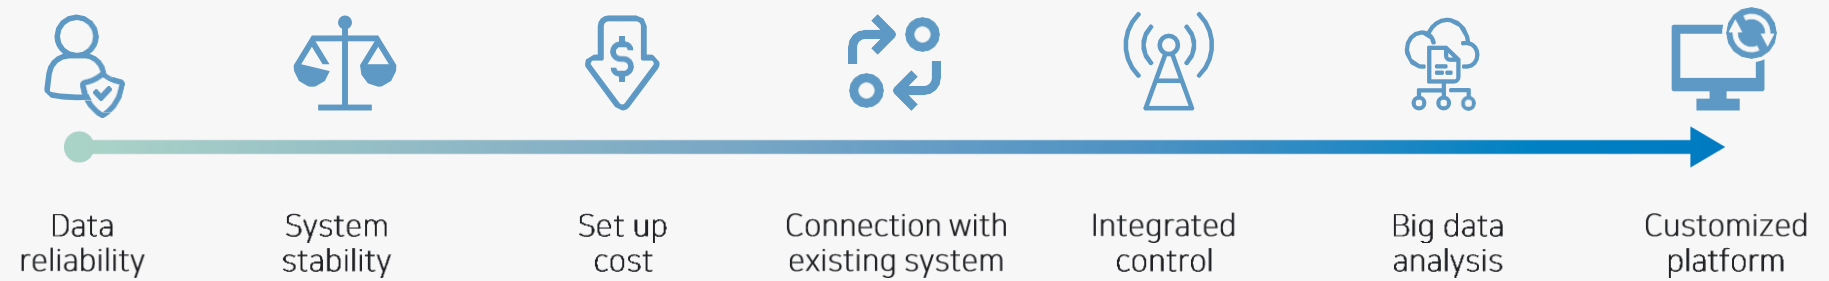 $
Data
reliability
System
stability
Set up
cost
Connection with
existing system
Integrated
control
Big data
analysis
Customized
platform